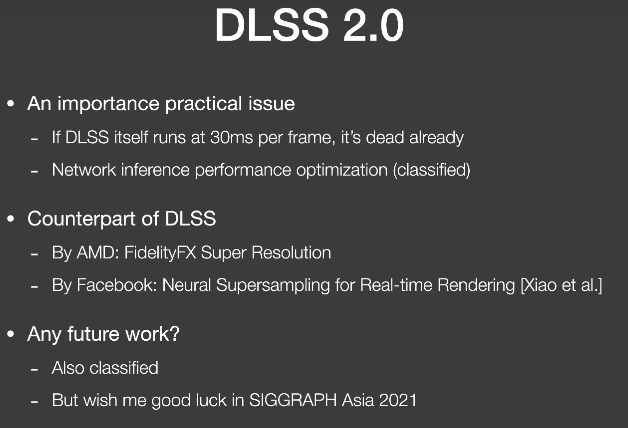 DLSS 2.0
• An importance practical issue
- If DLSS itself runs at 30ms per frame, it's dead already
- Network inference performance optimization (classified)
• Counterpart of DLSS
- By AMD: FidelityFX Super Resolution
- By Facebook: Neural Supersampling for Real-time Rendering [Xiao et al.]
• Any future work?
- Also classified
- But wish me good luck in SIGGRAPH Asia 2021